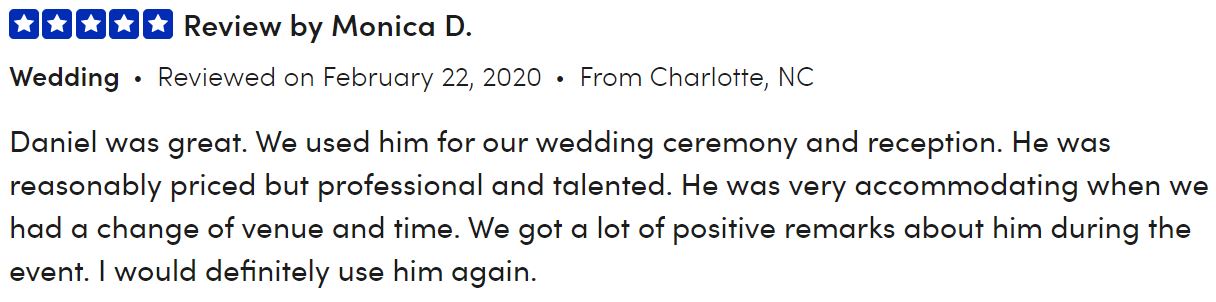 Review by Monica D.
Wedding • Reviewed on February 22, 2020 • From Charlotte, NC
Daniel was great. We used him for our wedding ceremony and reception. He was
reasonably priced but professional and talented. He was very accommodating when we
had a change of venue and time. We got a lot of positive remarks about him during the
event. I would definitely use him again.